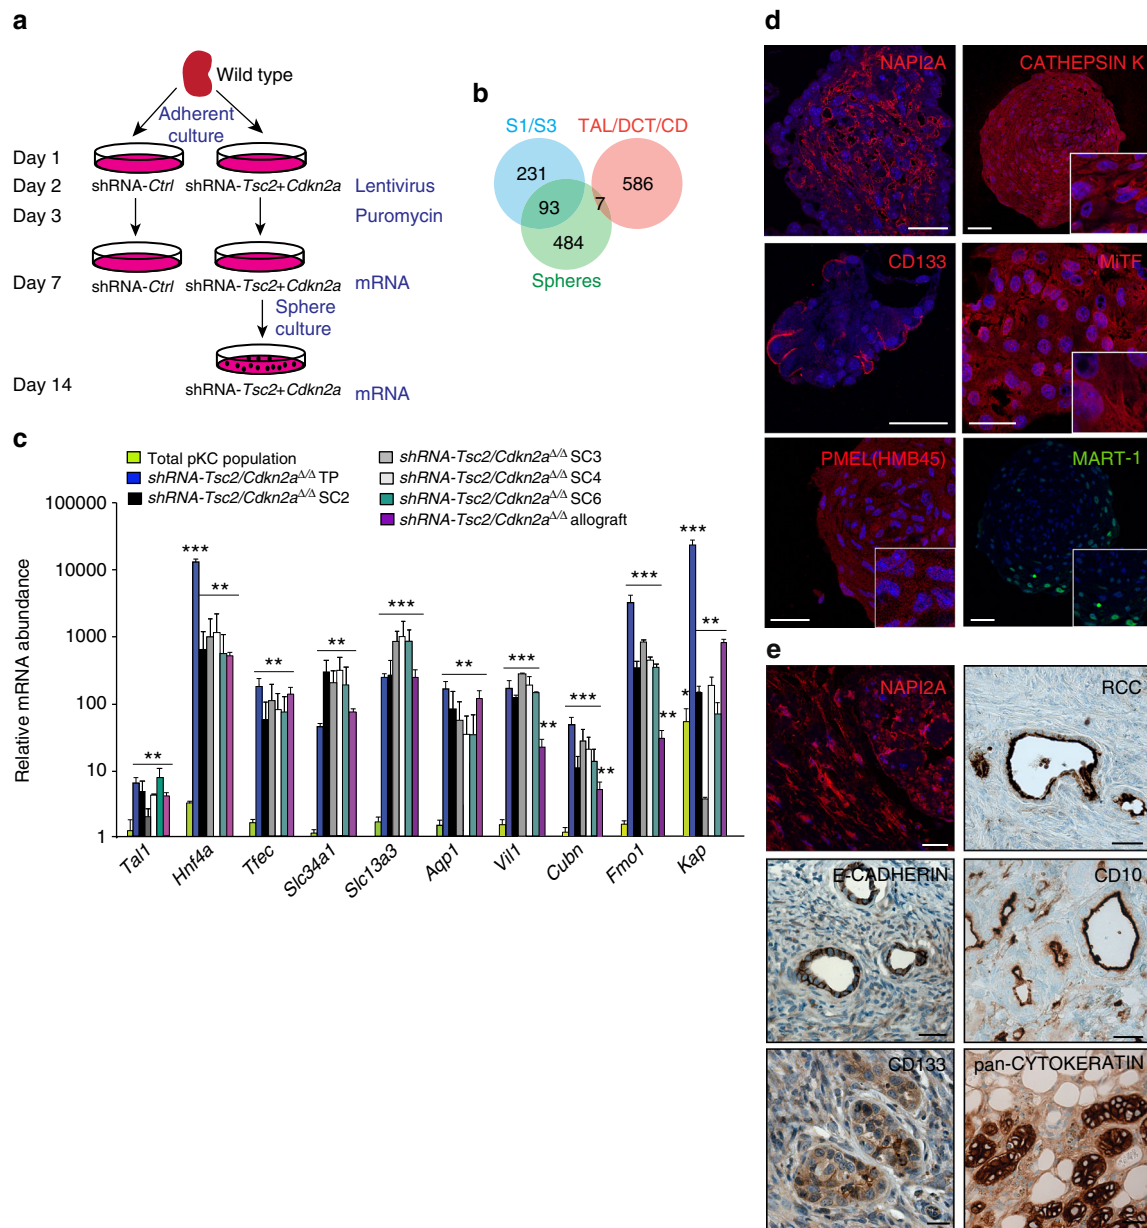 a
Wild type
Adherent
culture
Day 1
Day 2
shRNA-Ctrl
shRNA-Tsc2+Cdkn2a
Lentivirus
Day 3
Puromycin
Day 7
shRNA-Ctrl
shRNA-Tsc2+Cdkn2a
mRNA
Sphere
culture
Day 14
shRNA-Tsc2+Cdkn2a
mRNA
b
S1/S3
TAL/DCT/CD
231
586
93
7
484
Spheres
c
Total pKC population
shRNA-Tsc2/Cdkn2aΔ/Δ TP
shRNA-Tsc2/Cdkn2aΔ/Δ SC2
shRNA-Tsc2/Cdkn2aΔ/Δ SC3
shRNA-Tsc2/Cdkn2aΔ/Δ SC4
shRNA-Tsc2/Cdkn2aΔ/Δ SC6
shRNA-Tsc2/Cdkn2aΔ/Δ allograft
Relative mRNA abundance
100000
10000
1000
100
10
1
**
***
**
**
**
***
**
***
**
***
**
***
**
*
***
**
Tal1
Hnf4a
Tfec
Slc34a1
Slc13a3
Aqp1
Vil1
Cubn
Fmo1
Kap
d
NAPI2A
CATHEPSIN K
CD133
MiTF
PMEL(HMB45)
MART-1
e
NAPI2A
RCC
E-CADHERIN
CD10
CD133
pan-CYTOKERATIN